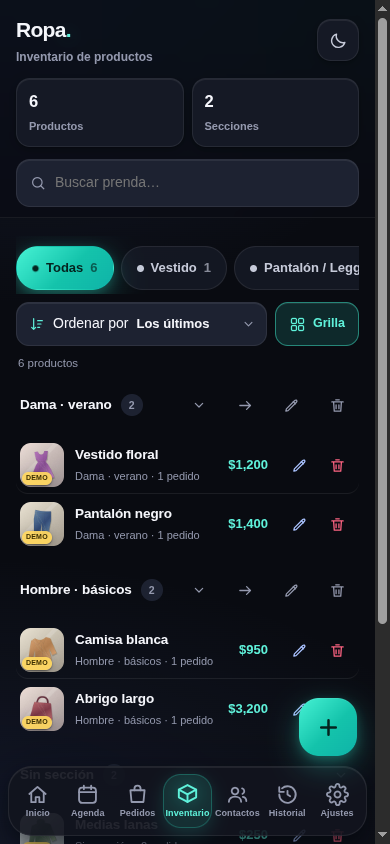 Ropa.
Inventario de productos
6
Productos
2
Secciones
Buscar prenda…
Todas 6
Vestido 1
Pantalón / Legg
Ordenar por Los últimos
Grilla
6 productos
Dama · verano 2
Vestido floral
Dama · verano · 1 pedido
$1,200
DEMO
Pantalón negro
Dama · verano · 1 pedido
$1,400
DEMO
Hombre · básicos 2
Camisa blanca
Hombre · básicos · 1 pedido
$950
DEMO
Abrigo largo
Hombre · básicos · 1 pedido
$3,200
DEMO
Sin sección 2
Inicio
Agenda
Pedidos
Inventario
Contactos
Historial
Ajustes
Medias lanas
$250